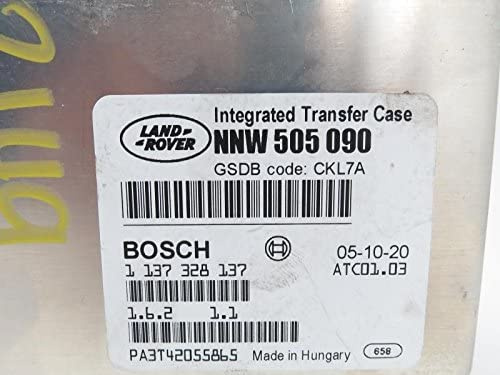 LAND-
-ROVER
Integrated Transfer Case
NNW 505 090
GSDB code: CKL7A
BOSCH
05-10-20
1 137 328 137
ATC01.03
1.6.2 1.1
PA3T42055865
Made in Hungary
658